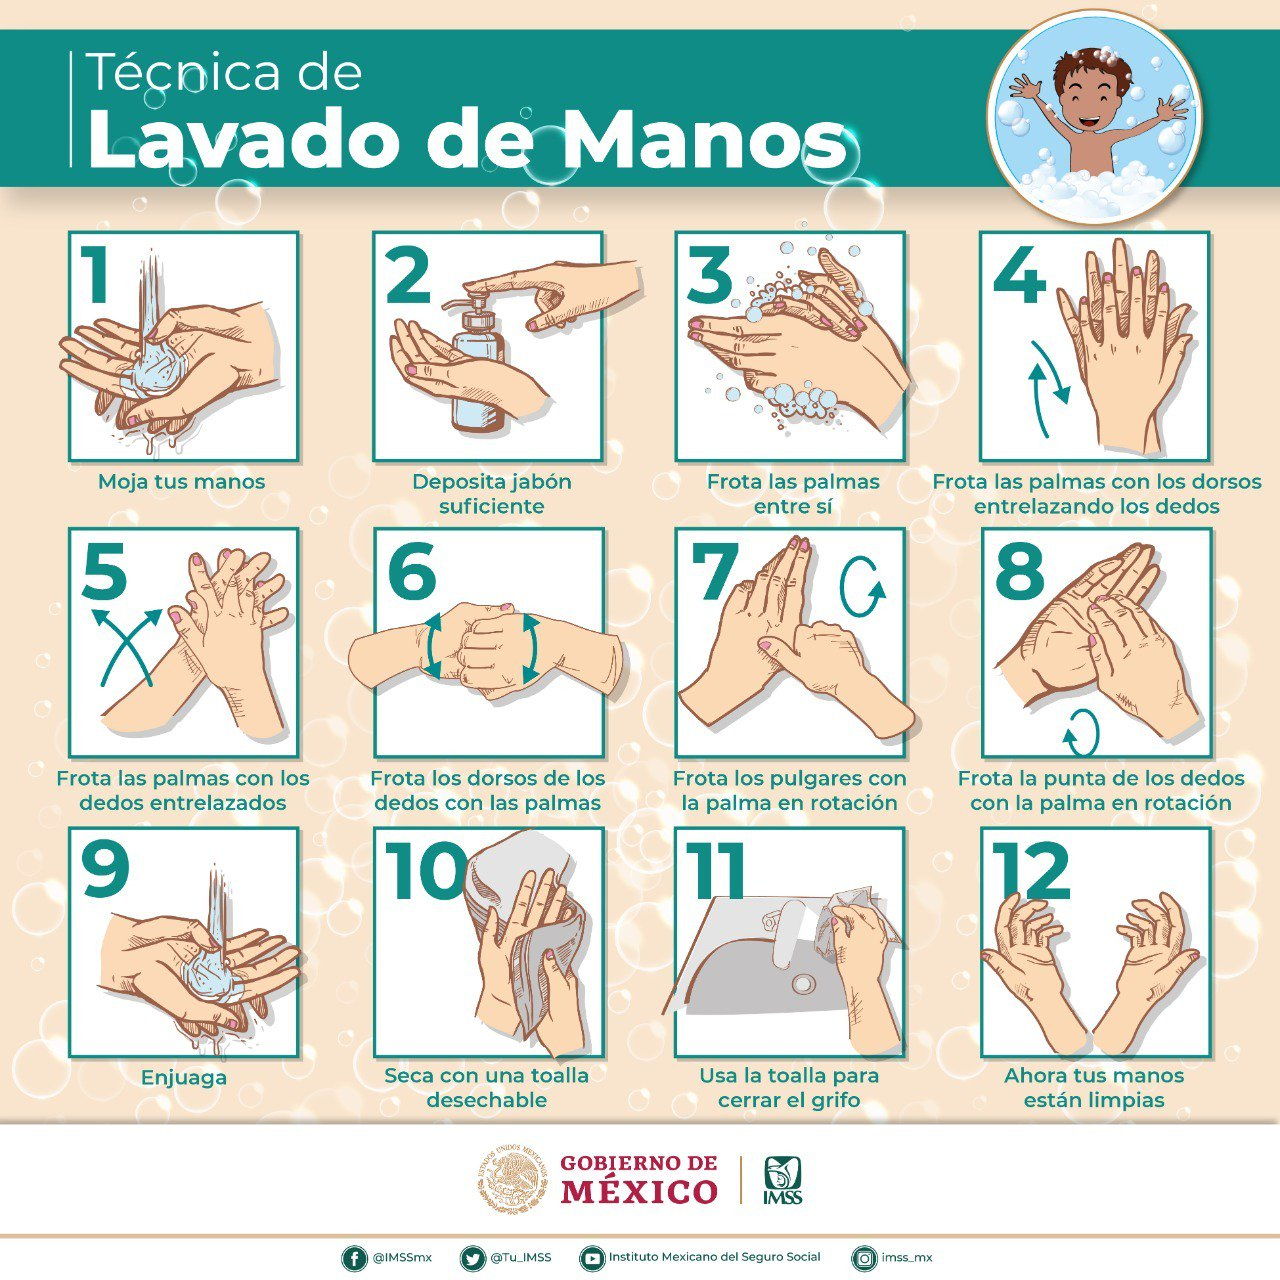 Técnica de
Lavado de Manos
1
Moja tus manos
2
Deposita jabón
suficiente
3
Frota las palmas
entre sí
4
Frota las palmas con los dorsos
entrelazando los dedos
5
Frota las palmas con los
dedos entrelazados
6
Frota los dorsos de los
dedos con las palmas
7
Frota los pulgares con
la palma en rotación
8
Frota la punta de los dedos
con la palma en rotación
9
Enjuaga
10
Seca con una toalla
desechable
11
Usa la toalla para
cerrar el grifo
12
Ahora tus manos
están limpias
ESTADOS UNIDOS MEXICANOS
GOBIERNO DE
MÉXICO
IMSS
@IMSSmx
@Tu_IMSS
Instituto Mexicano del Seguro Social
imss_mx